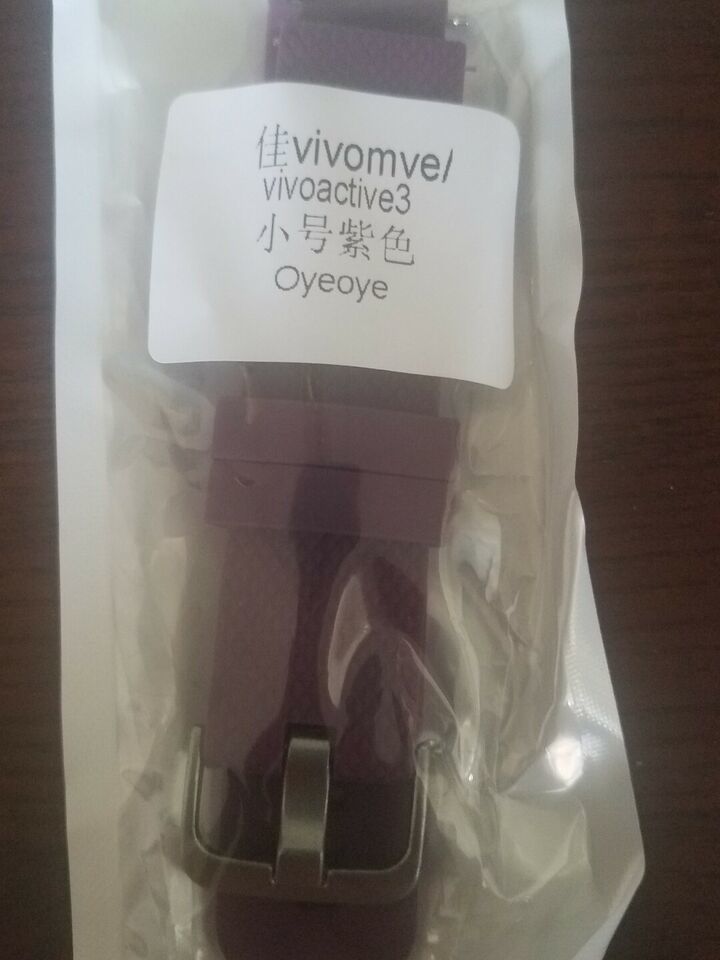 佳vivomve/
vivoactive3
小号紫色
Oyeoye